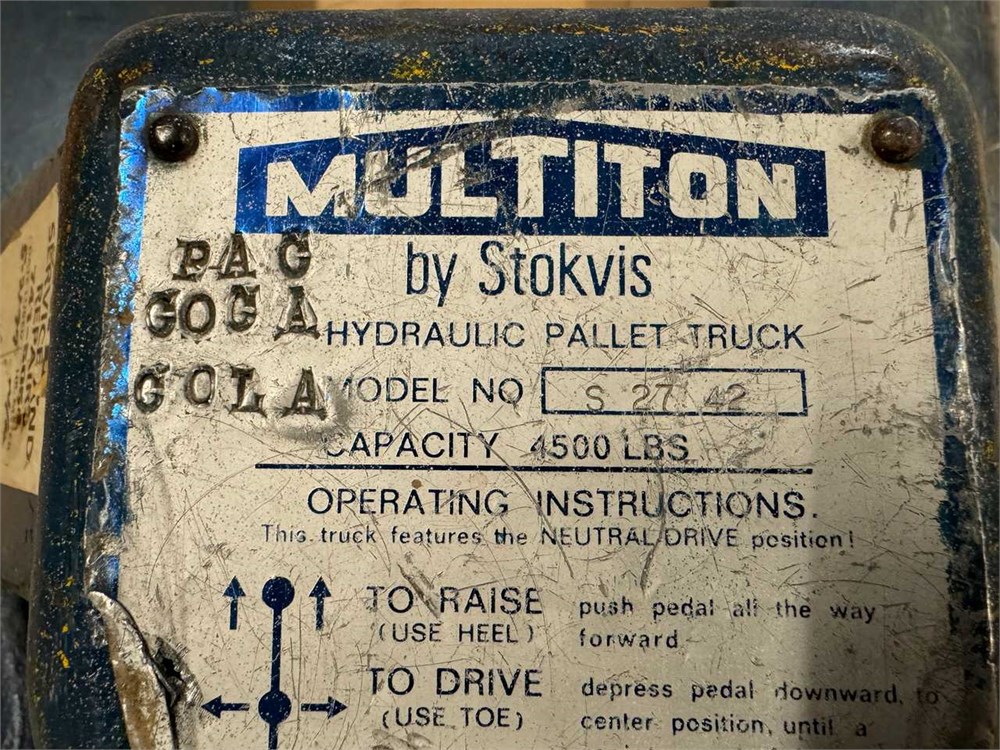 MULTITON
by Stokvis
PAG
GOGA
GOLA
HYDRAULIC PALLET TRUCK
MODEL NO S 27 42
CAPACITY 4500 LBS
OPERATING INSTRUCTIONS.
This truck features the NEUTRAL/DRIVE position!
TO RAISE push pedal all the way
(USE HEEL) forward
TO DRIVE depress pedal downward, to
(USE TOE) center position, until a